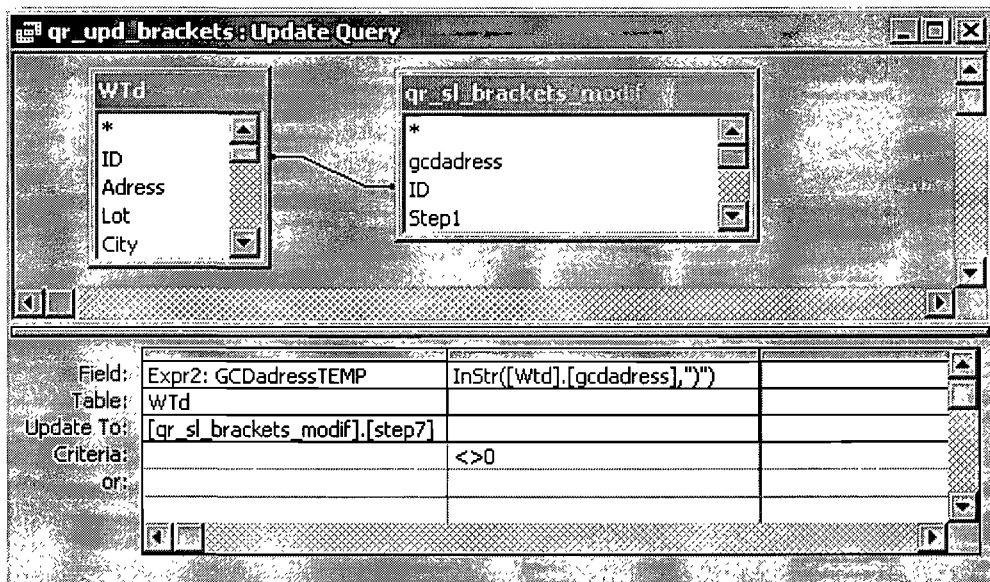 qr_upd_brackets : Update Query
WTd
*
ID
Adress
Lot
City
qr_sl_brackets_modif
*
gcdadress
ID
Step1
Field: Expr2: GCDadressTEMP InStr([Wtd].[gcdadress],")")
Table: WTd
Update To: [qr_sl_brackets_modif].[step7]
Criteria: <>0
or: